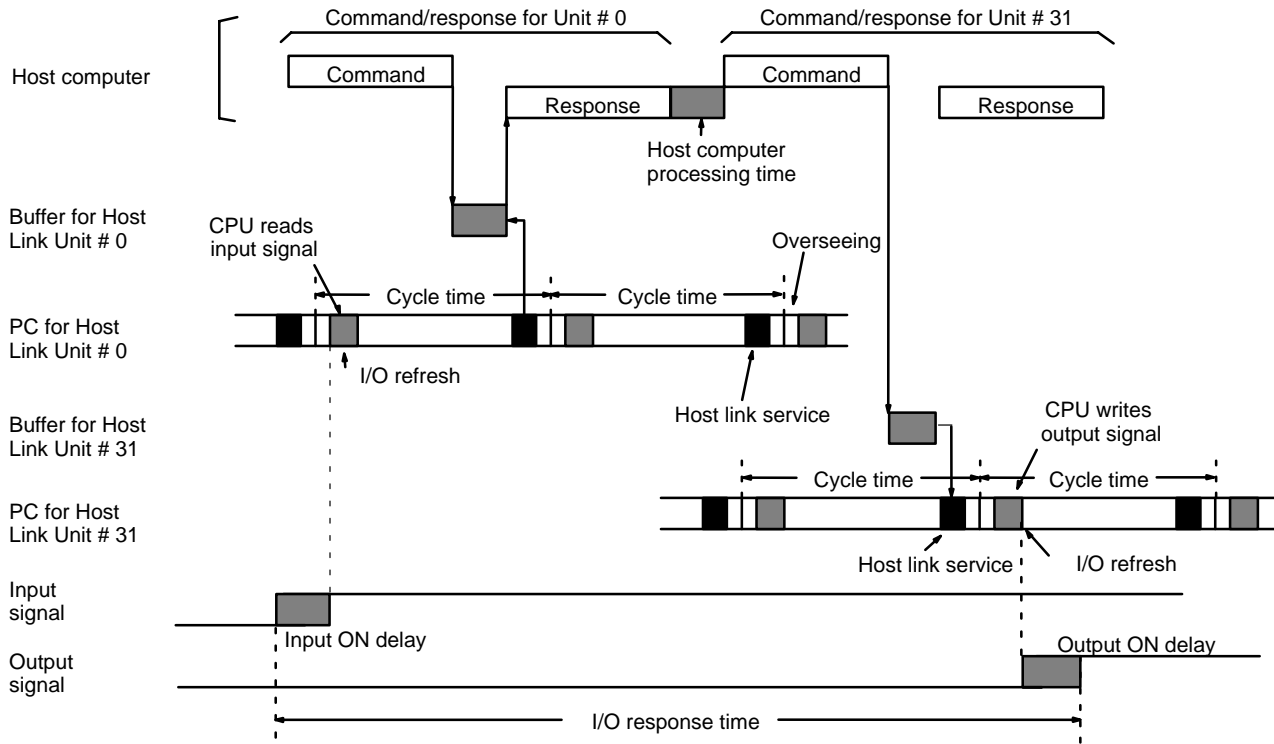 Command/response for Unit # 0
Command/response for Unit # 31
Host computer
Command
Command
Response
Response
Host computer
processing time
Buffer for Host
Link Unit # 0
CPU reads
input signal
Overseeing
Cycle time
Cycle time
PC for Host
Link Unit # 0
I/O refresh
Host link service
Buffer for Host
Link Unit # 31
CPU writes
output signal
Cycle time
Cycle time
PC for Host
Link Unit # 31
Host link service
I/O refresh
Input
signal
Input ON delay
Output
signal
Output ON delay
I/O response time